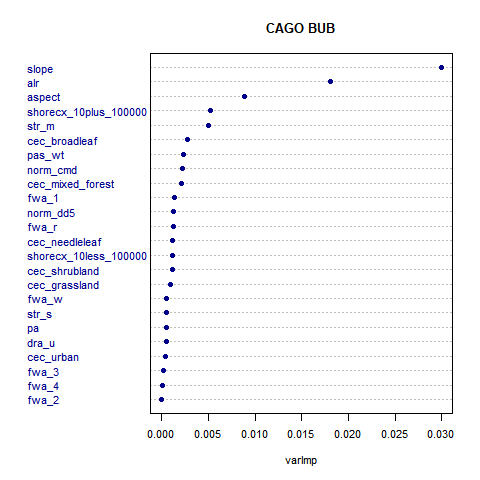 CAGO BUB
slope
alr
aspect
shorecx_10plus_100000
str_m
cec_broadleaf
pas_wt
norm_cmd
cec_mixed_forest
fwa_1
norm_dd5
fwa_r
cec_needleleaf
shorecx_10less_100000
cec_shrubland
cec_grassland
fwa_w
str_s
pa
dra_u
cec_urban
fwa_3
fwa_4
fwa_2
0.000 0.005 0.010 0.015 0.020 0.025 0.030
varImp